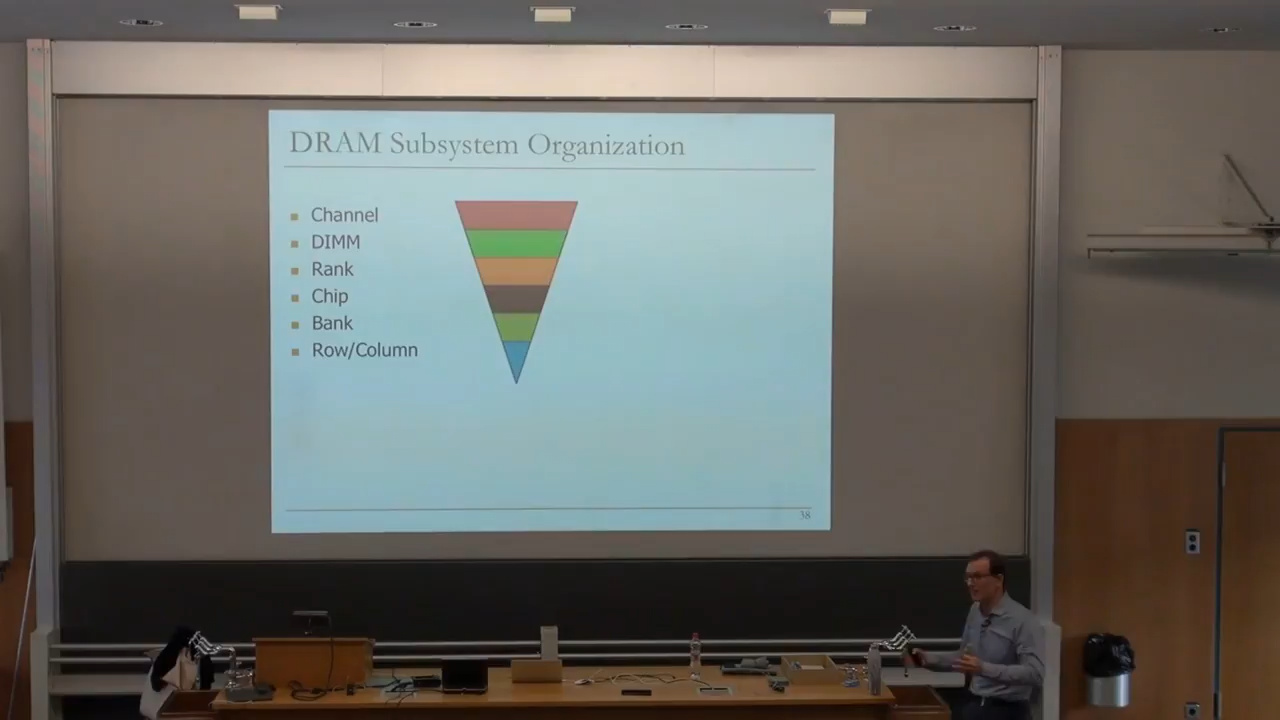 DRAM Subsystem Organization
Channel
DIMM
Rank
Chip
Bank
Row/Column
38